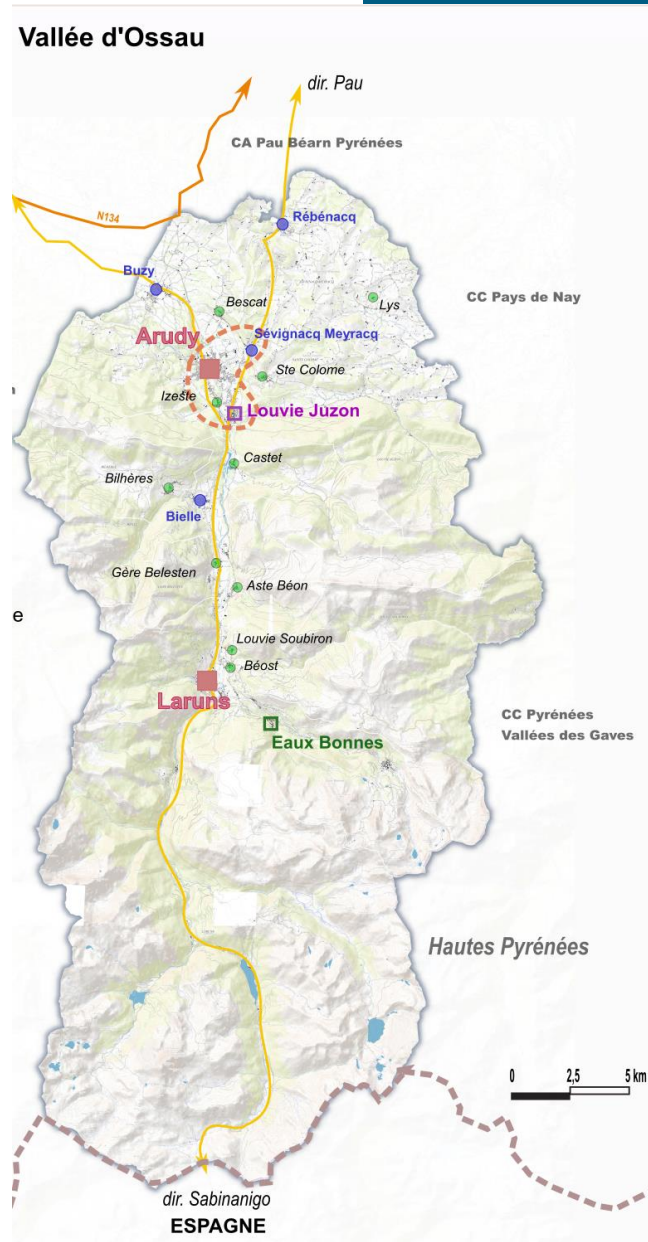 Vallée d'Ossau
dir. Pau
CA Pau Béarn Pyrénées
N134
Rébénacq
Buzy
Lys
CC Pays de Nay
Bescat
Arudy
Sévignacq Meyracq
Ste Colome
Izeste
Louvie Juzon
Castet
Bilhères
Bielle
Gère Belesten
Aste Béon
e
Louvie Soubiron
Béost
Laruns
CC Pyrénées
Vallées des Gaves
Eaux Bonnes
Hautes Pyrénées
0 2,5 5 km
dir. Sabinanigo
ESPAGNE